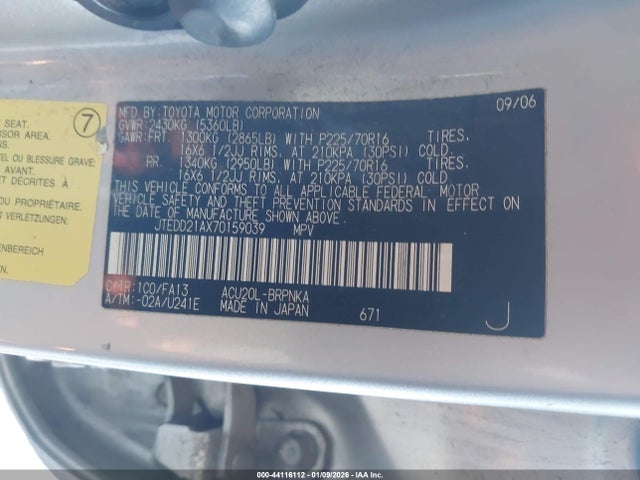 SEAT.
SOR AREA.
7
OU BLESSURE GRAVE:
AVANT.
ET DÉCRITES À
PROPRIÉTAIRE.
VERLETZUNGEN
ENBEREICH
MFD.BY:TOYOTA MOTOR CORPORATION 09/06
GVWR:2430KG (5360LB)
GAWR:FRT. 1300KG (2865LB) WITH P225/70R16 TIRES.
16X6 1/2JJ RIMS, AT 210KPA (30PSI) COLD.
RR. 1340KG (2950LB) WITH P225/70R16 TIRES.
16X6 1/2JJ RIMS, AT 210KPA (30PSI) COLD.
THIS VEHICLE CONFORMS TO ALL APPLICABLE FEDERAL MOTOR
VEHICLE SAFETY AND THEFT PREVENTION STANDARDS IN EFFECT ON
THE DATE OF MANUFACTURE SHOWN ABOVE.
JTEDD21AX70159039 MPV
C/TR:1C0/FA13 ACU20L-BRPNKA
A/TM:-02A/U241E MADE IN JAPAN 671 J
000-44116112 - 01/09/2026 - IAA Inc.